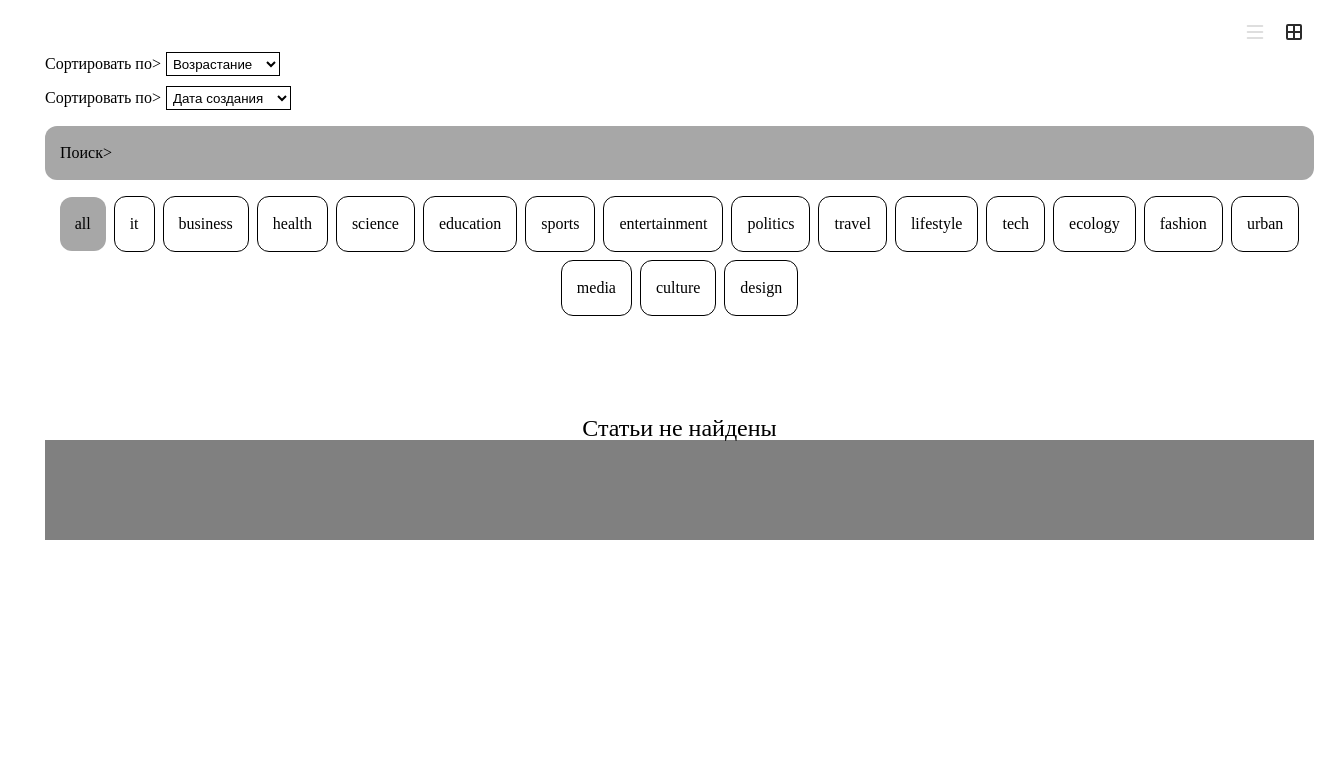 Сортировать по> Возрастание
Сортировать по> Дата создания
Поиск>
all it business health science education sports entertainment politics travel lifestyle tech ecology fashion urban
media culture design
Статьи не найдены